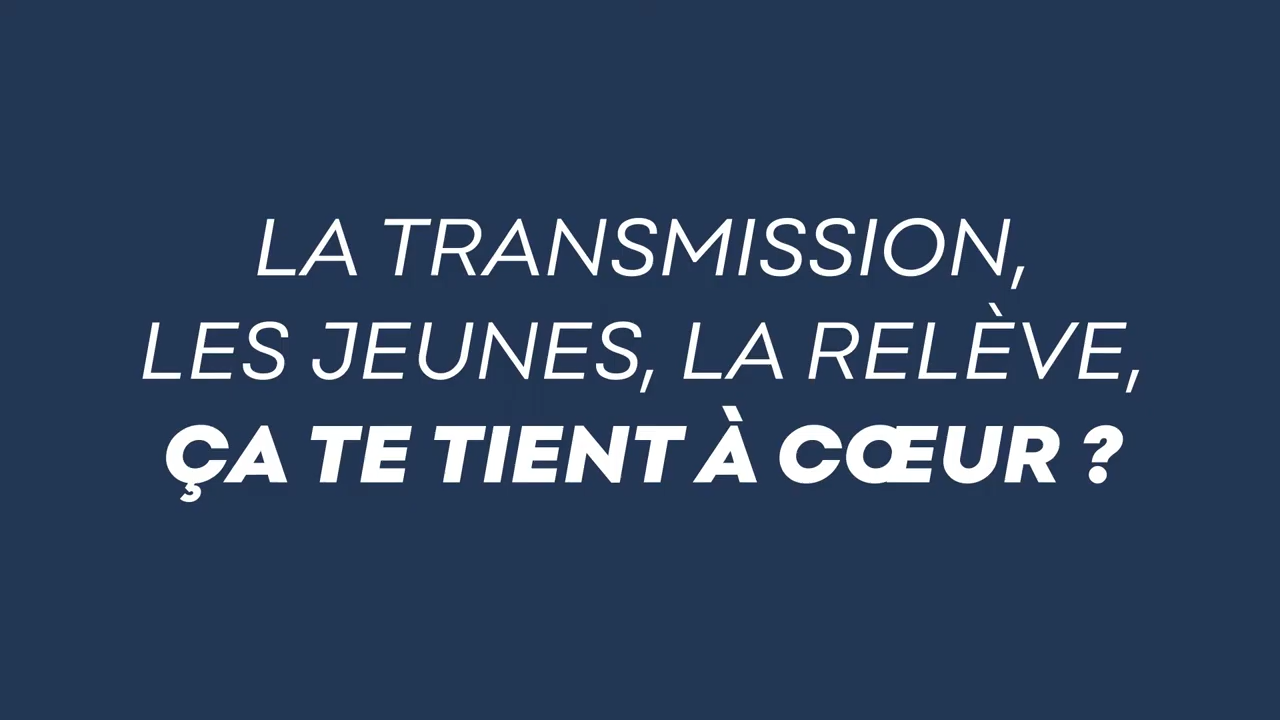 LA TRANSMISSION,
LES JEUNES, LA RELÈVE,
ÇA TE TIENT À CŒUR ?